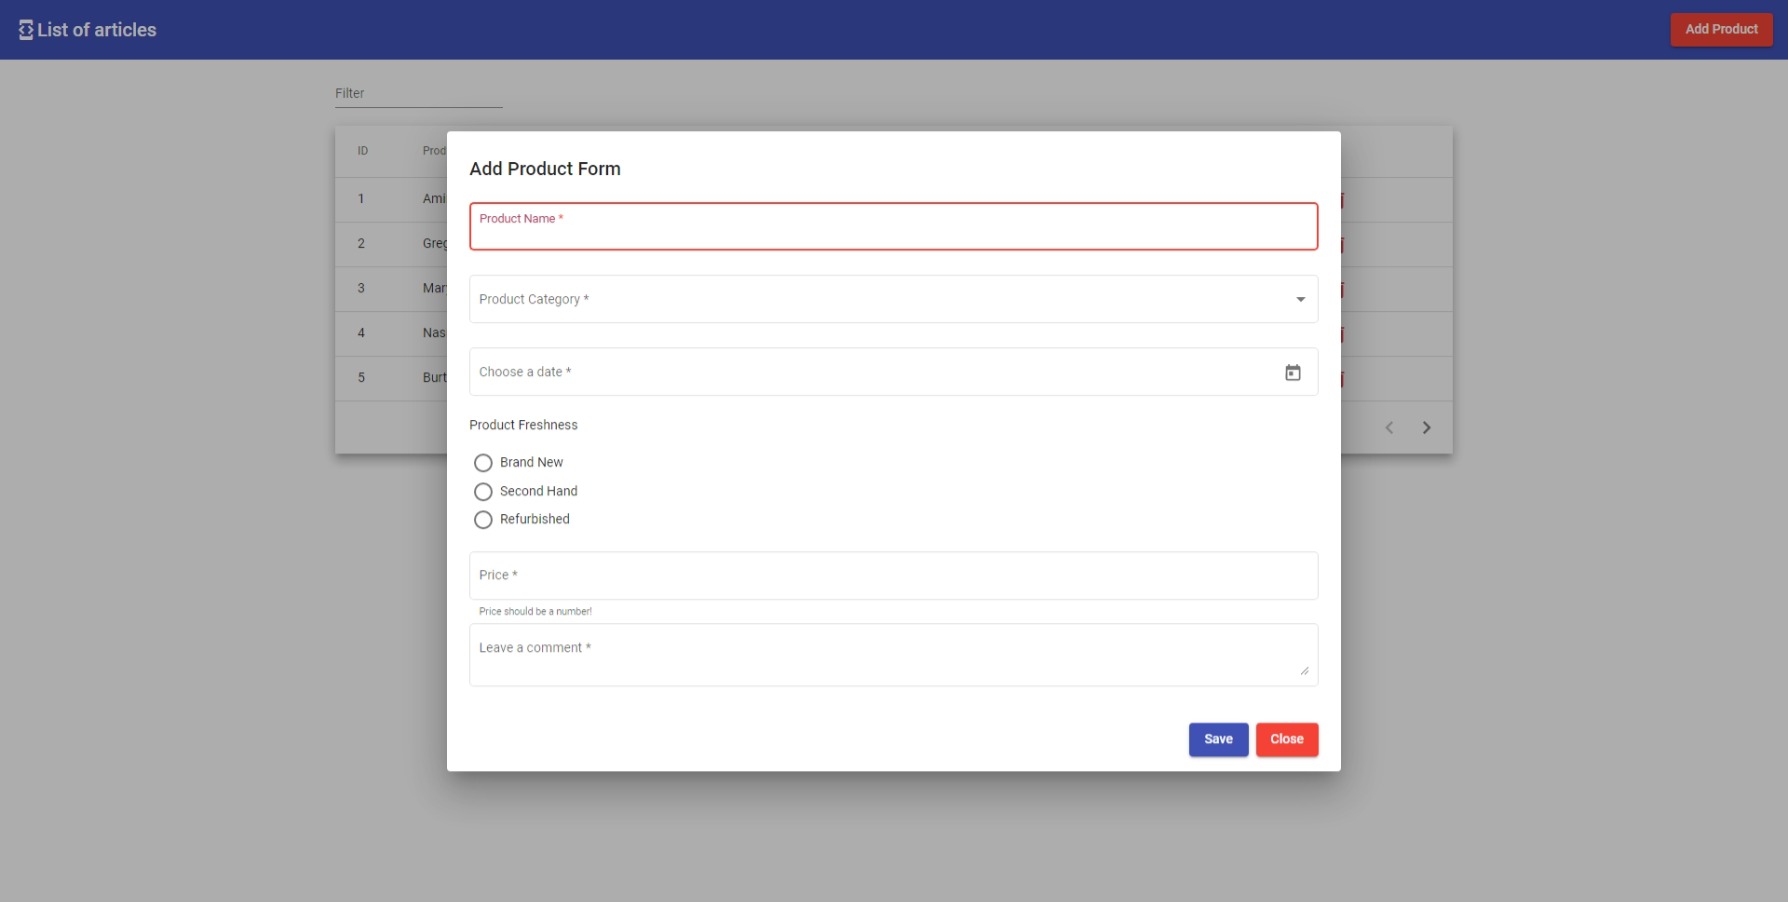 List of articles
Add Product
Filter
ID Prod
1 Ami
2 Greg
3 Mary
4 Nas
5 Burt
Add Product Form
Product Name *
Product Category *
Choose a date *
Product Freshness
Brand New
Second Hand
Refurbished
Price *
Price should be a number!
Leave a comment *
Save Close